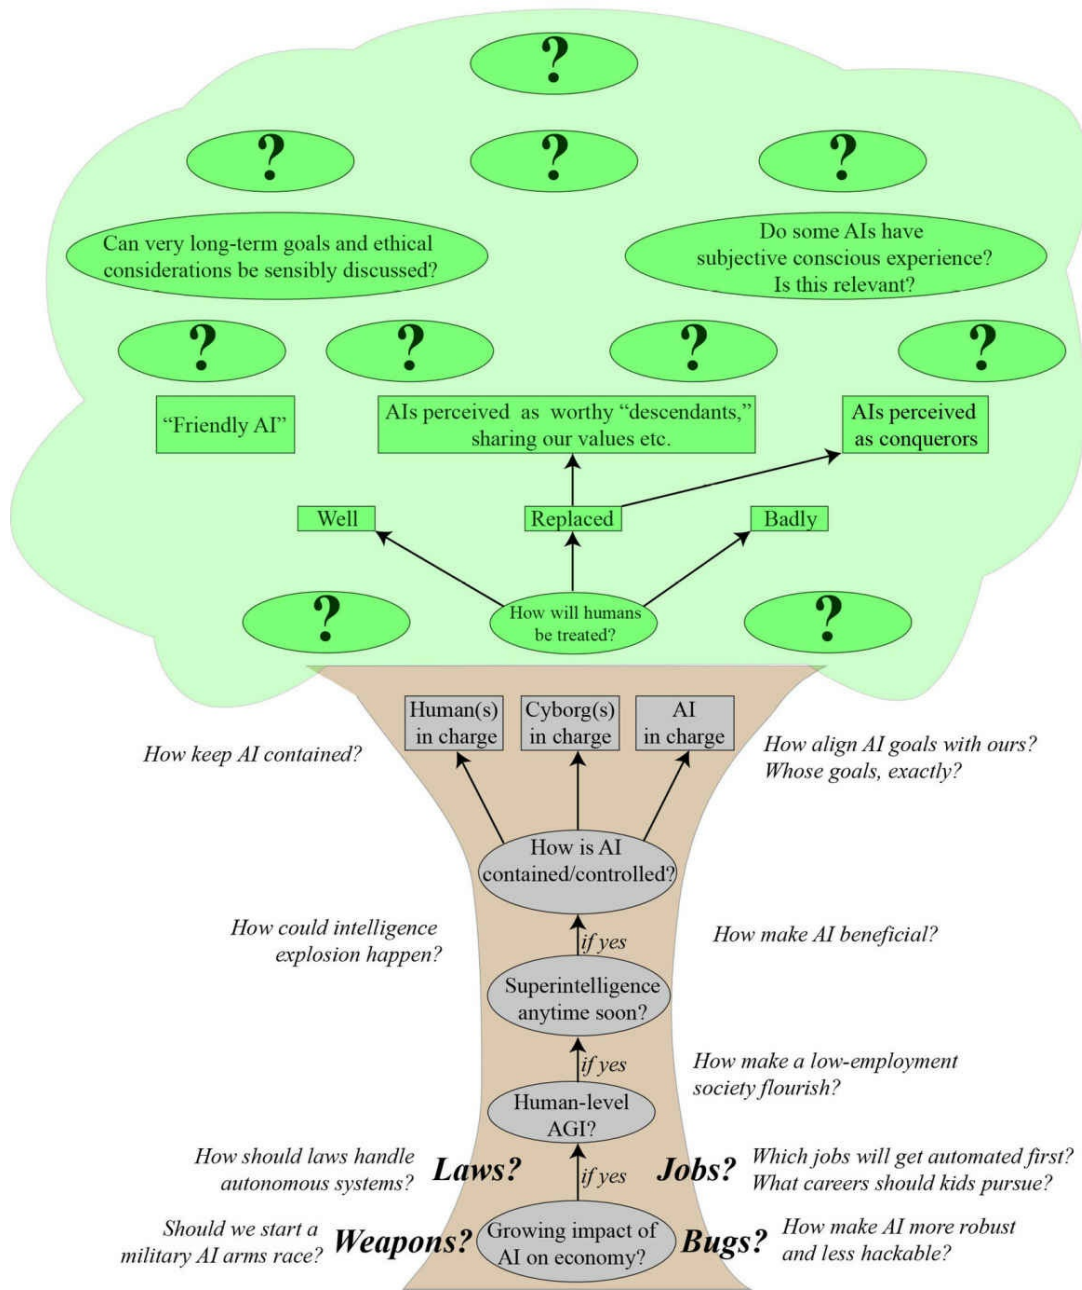 ?
?
?
?
Can very long-term goals and ethical
considerations be sensibly discussed?
Do some AIs have
subjective conscious experience?
Is this relevant?
?
?
?
?
“Friendly AI”
AIs perceived as worthy “descendants,”
sharing our values etc.
AIs perceived
as conquerors
Well
Replaced
Badly
?
How will humans
be treated?
?
Human(s)
in charge
Cyborg(s)
in charge
AI
in charge
How keep AI contained?
How align AI goals with ours?
Whose goals, exactly?
How is AI
contained/controlled?
How could intelligence
explosion happen?
if yes
How make AI beneficial?
Superintelligence
anytime soon?
if yes
How make a low-employment
society flourish?
Human-level
AGI?
How should laws handle
autonomous systems?
Laws?
if yes
Jobs?
Which jobs will get automated first?
What careers should kids pursue?
Should we start a
military AI arms race?
Weapons?
Growing impact of
AI on economy?
Bugs?
How make AI more robust
and less hackable?